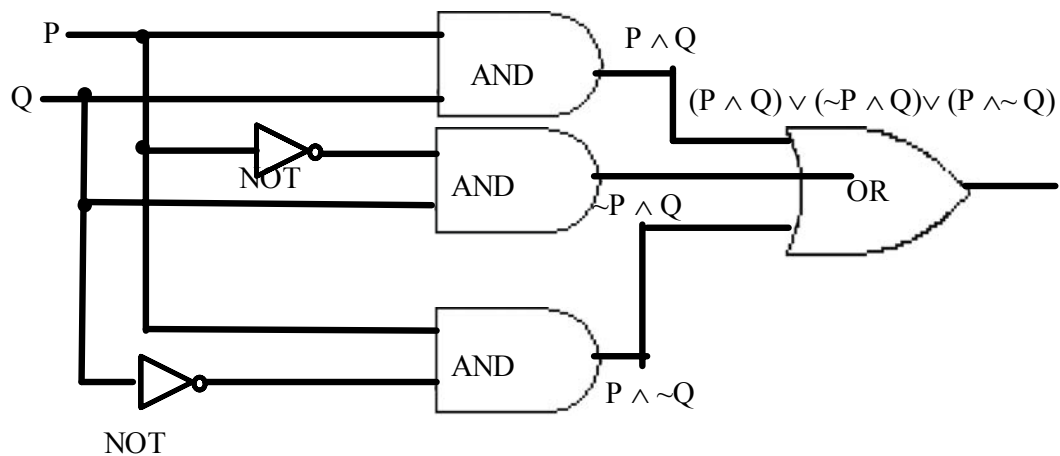 P
P ∧ Q
AND
Q
(P ∧ Q) ∨ (~P ∧ Q)∨ (P ∧~ Q)
NOT
AND
~P ∧ Q
OR
AND
P ∧ ~Q
NOT